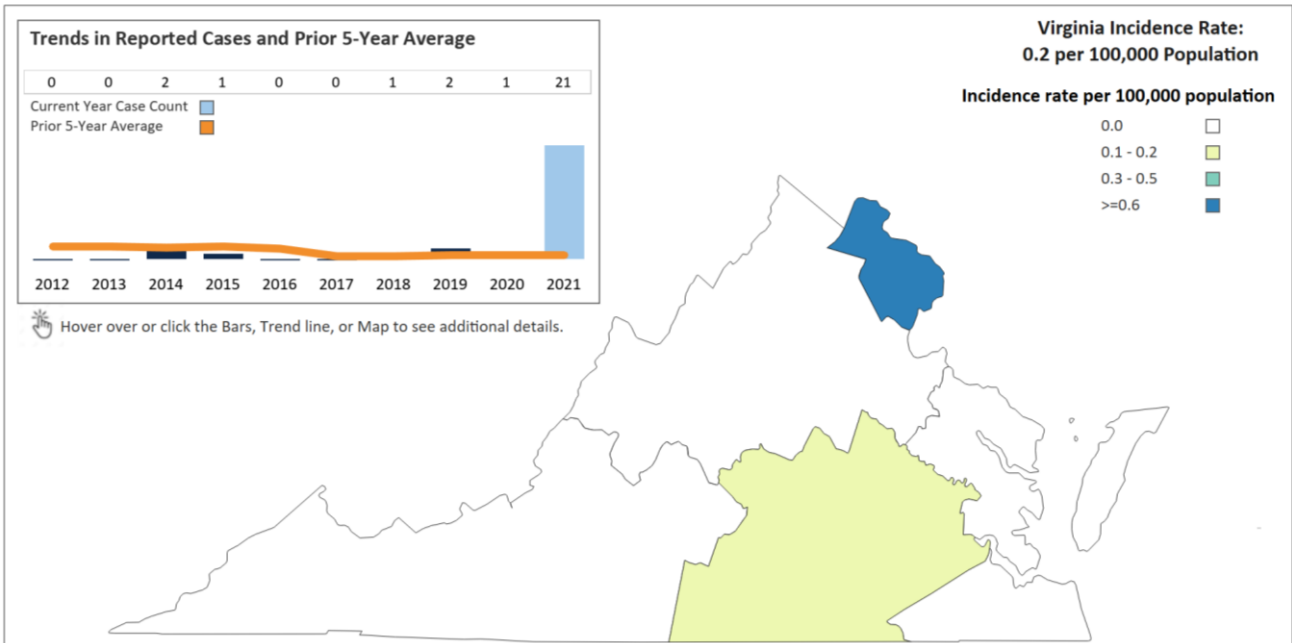 Trends in Reported Cases and Prior 5-Year Average
0 0 2 1 0 0 1 2 1 21
Current Year Case Count
Prior 5-Year Average
2012 2013 2014 2015 2016 2017 2018 2019 2020 2021
Hover over or click the Bars, Trend line, or Map to see additional details.
Virginia Incidence Rate:
0.2 per 100,000 Population
Incidence rate per 100,000 population
0.0
0.1 - 0.2
0.3 - 0.5
>=0.6